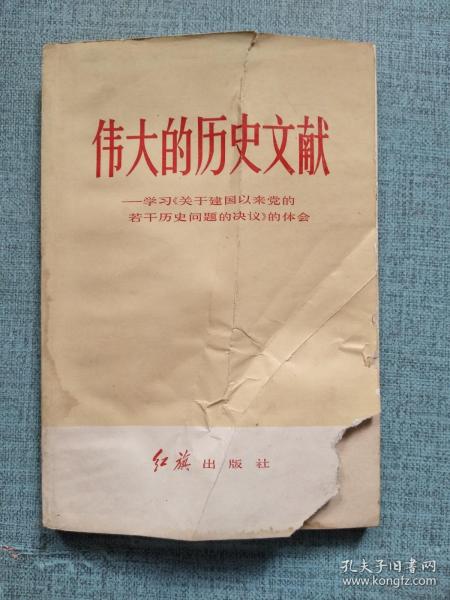 伟大的历史文献
——学习《关于建国以来党的
若干历史问题的决议》的体会
红旗出版社
孔夫子旧书网
www.kongfz.com